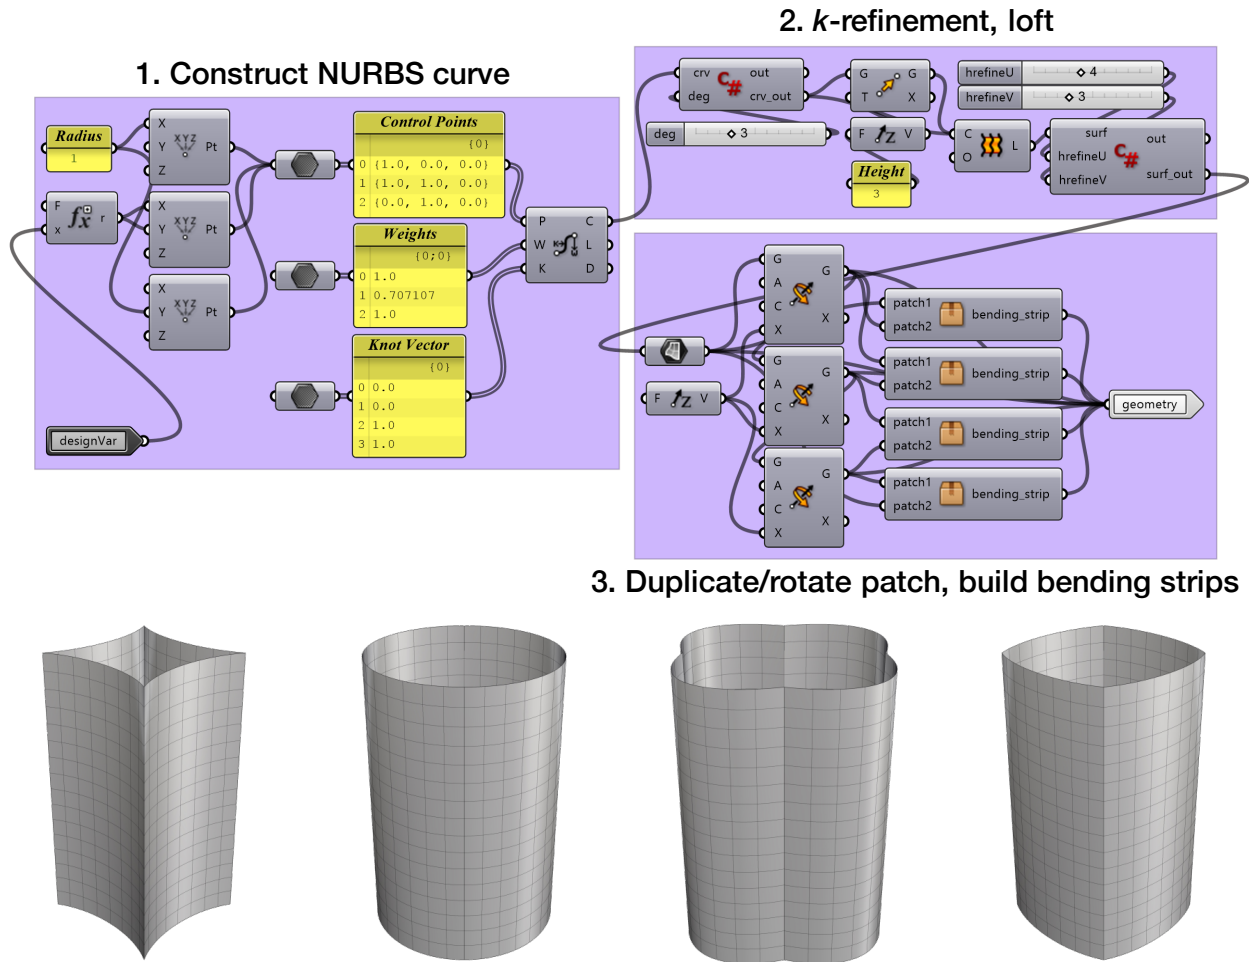 2. k-refinement, loft
1. Construct NURBS curve
Radius
1
X
Y
Z
Pt
F
x
fx
r
X
Y
Z
XYZ
Pt
X
Y
Z
XYZ
Pt
XYZ
designVar
Control Points
{0}
0 {1.0, 0.0, 0.0}
1 {1.0, 1.0, 0.0}
2 {0.0, 1.0, 0.0}
Weights
{0;0}
0 1.0
1 0.707107
2 1.0
Knot Vector
{0}
0 0.0
1 0.0
2 1.0
3 1.0
P
W
K
C
L
D
crv
deg
C#
out
crv_out
deg
3
G
T
G
X
F
Z
V
Height
3
hrefineU
4
hrefineV
3
C
O
L
surf
hrefineU
hrefineV
C#
out
surf_out
F
Z
V
G
A
C
X
G
X
G
A
C
X
G
X
G
A
C
X
G
X
patch1
patch2
bending_strip
patch1
patch2
bending_strip
patch1
patch2
bending_strip
patch1
patch2
bending_strip
geometry
3. Duplicate/rotate patch, build bending strips